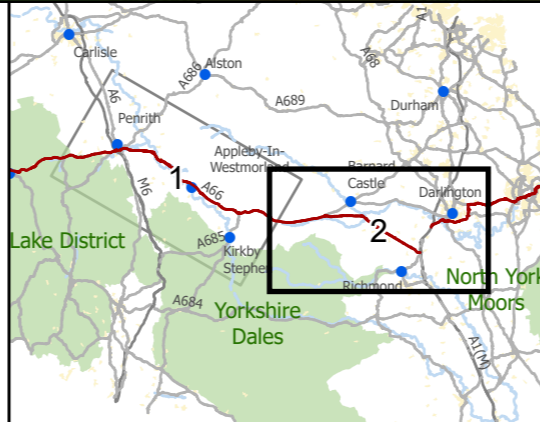 Carlisle
A1
A686
Alston
A68
A6
A689
Durham
Penrith
Appleby-In-
Westmorland
Barnard
Castle
1
A66
Darlington
M6
2
Lake District
A685
Kirkby
Stephen
Richmond
North York
Moors
A684
Yorkshire
Dales
A1(M)